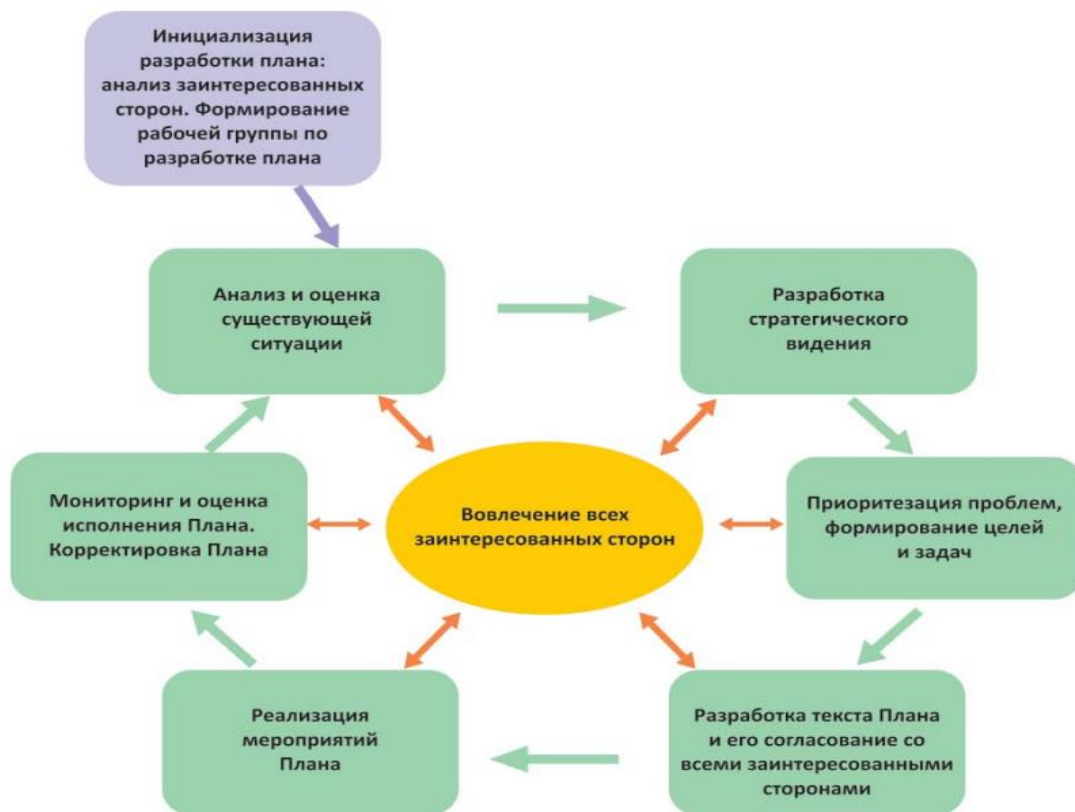 Инициализация
разработки плана:
анализ заинтересованных
сторон. Формирование
рабочей группы по
разработке плана
Анализ и оценка
существующей
ситуации
Разработка
стратегического
видения
Мониторинг и оценка
исполнения Плана.
Корректировка Плана
Вовлечение всех
заинтересованных сторон
Приоритезация проблем,
формирование целей
и задач
Реализация
мероприятий
Плана
Разработка текста Плана
и его согласование со
всеми заинтересованными
сторонами